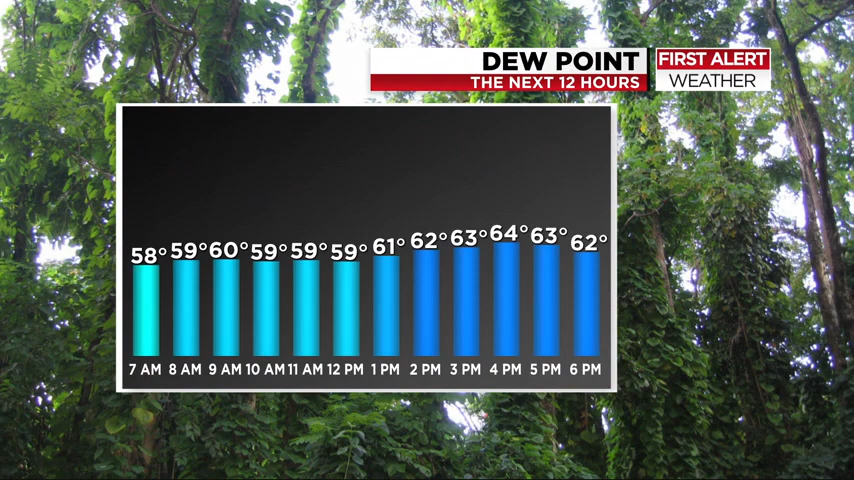 DEW POINT
THE NEXT 12 HOURS
FIRST ALERT
WEATHER
58° 59° 60° 59° 59° 59° 61° 62° 63° 64° 63° 62°
7 AM 8 AM 9 AM 10 AM 11 AM 12 PM 1 PM 2 PM 3 PM 4 PM 5 PM 6 PM